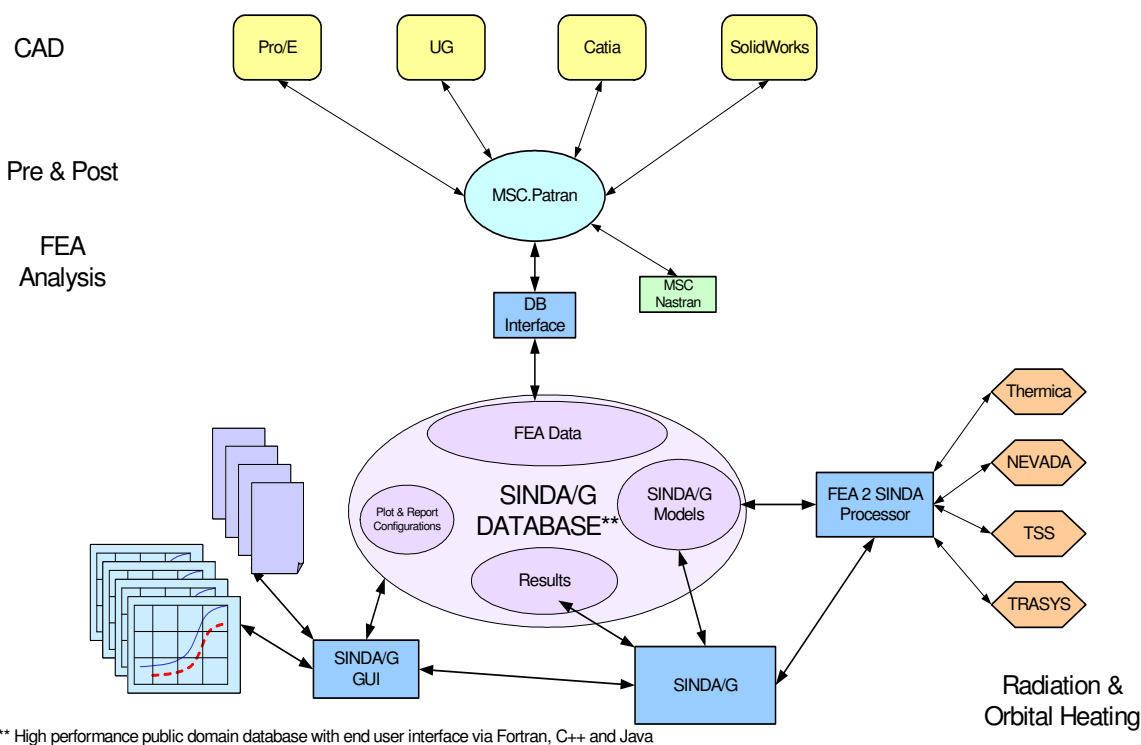 CAD
Pro/E
UG
Catia
SolidWorks
Pre & Post
MSC.Patran
FEA
Analysis
MSC
Nastran
DB
Interface
Thermica
FEA Data
NEVADA
SINDA/G
DATABASE**
SINDA/G
Models
FEA 2 SINDA
Processor
Plot & Report
Configurations
TSS
Results
TRASYS
SINDA/G
GUI
SINDA/G
Radiation &
Orbital Heating
** High performance public domain database with end user interface via Fortran, C++ and Java